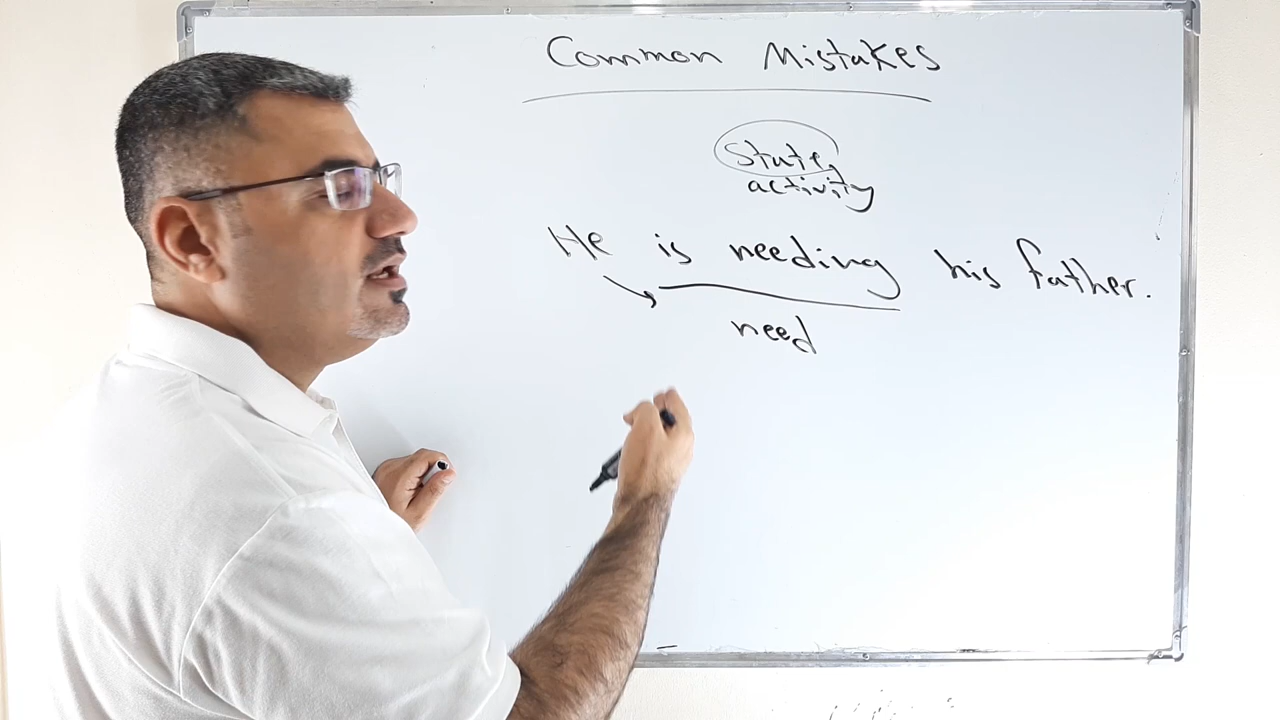 Common Mistakes
State,
activity
He is needing his father.
need